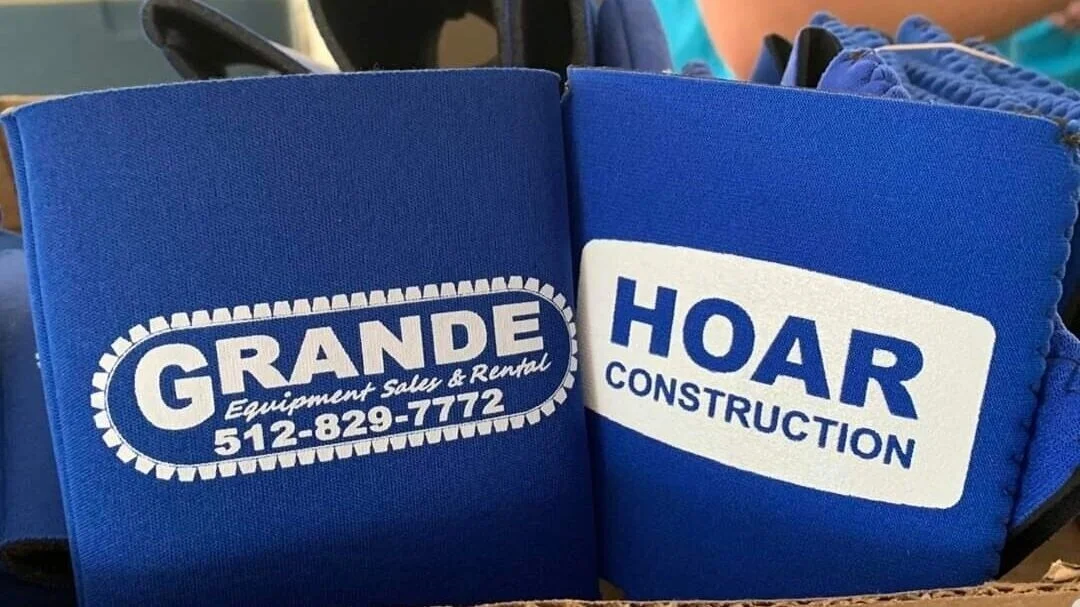 GRANDE
Equipment Sales & Rental
512-829-7772
HOAR
CONSTRUCTION